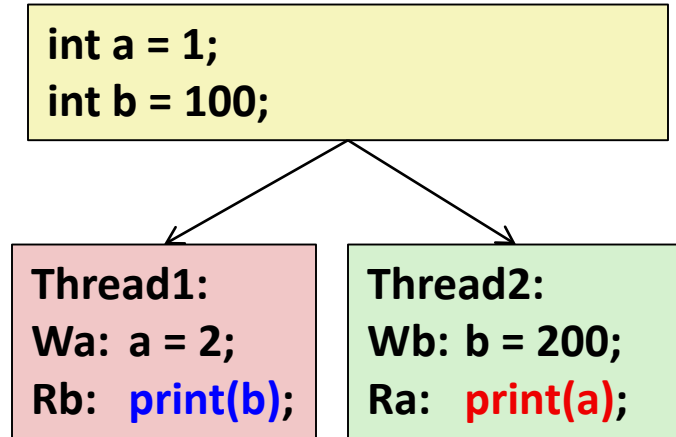 int a = 1;
int b = 100;
Thread1:
Wa: a = 2;
Rb: print(b);
Thread2:
Wb: b = 200;
Ra: print(a);